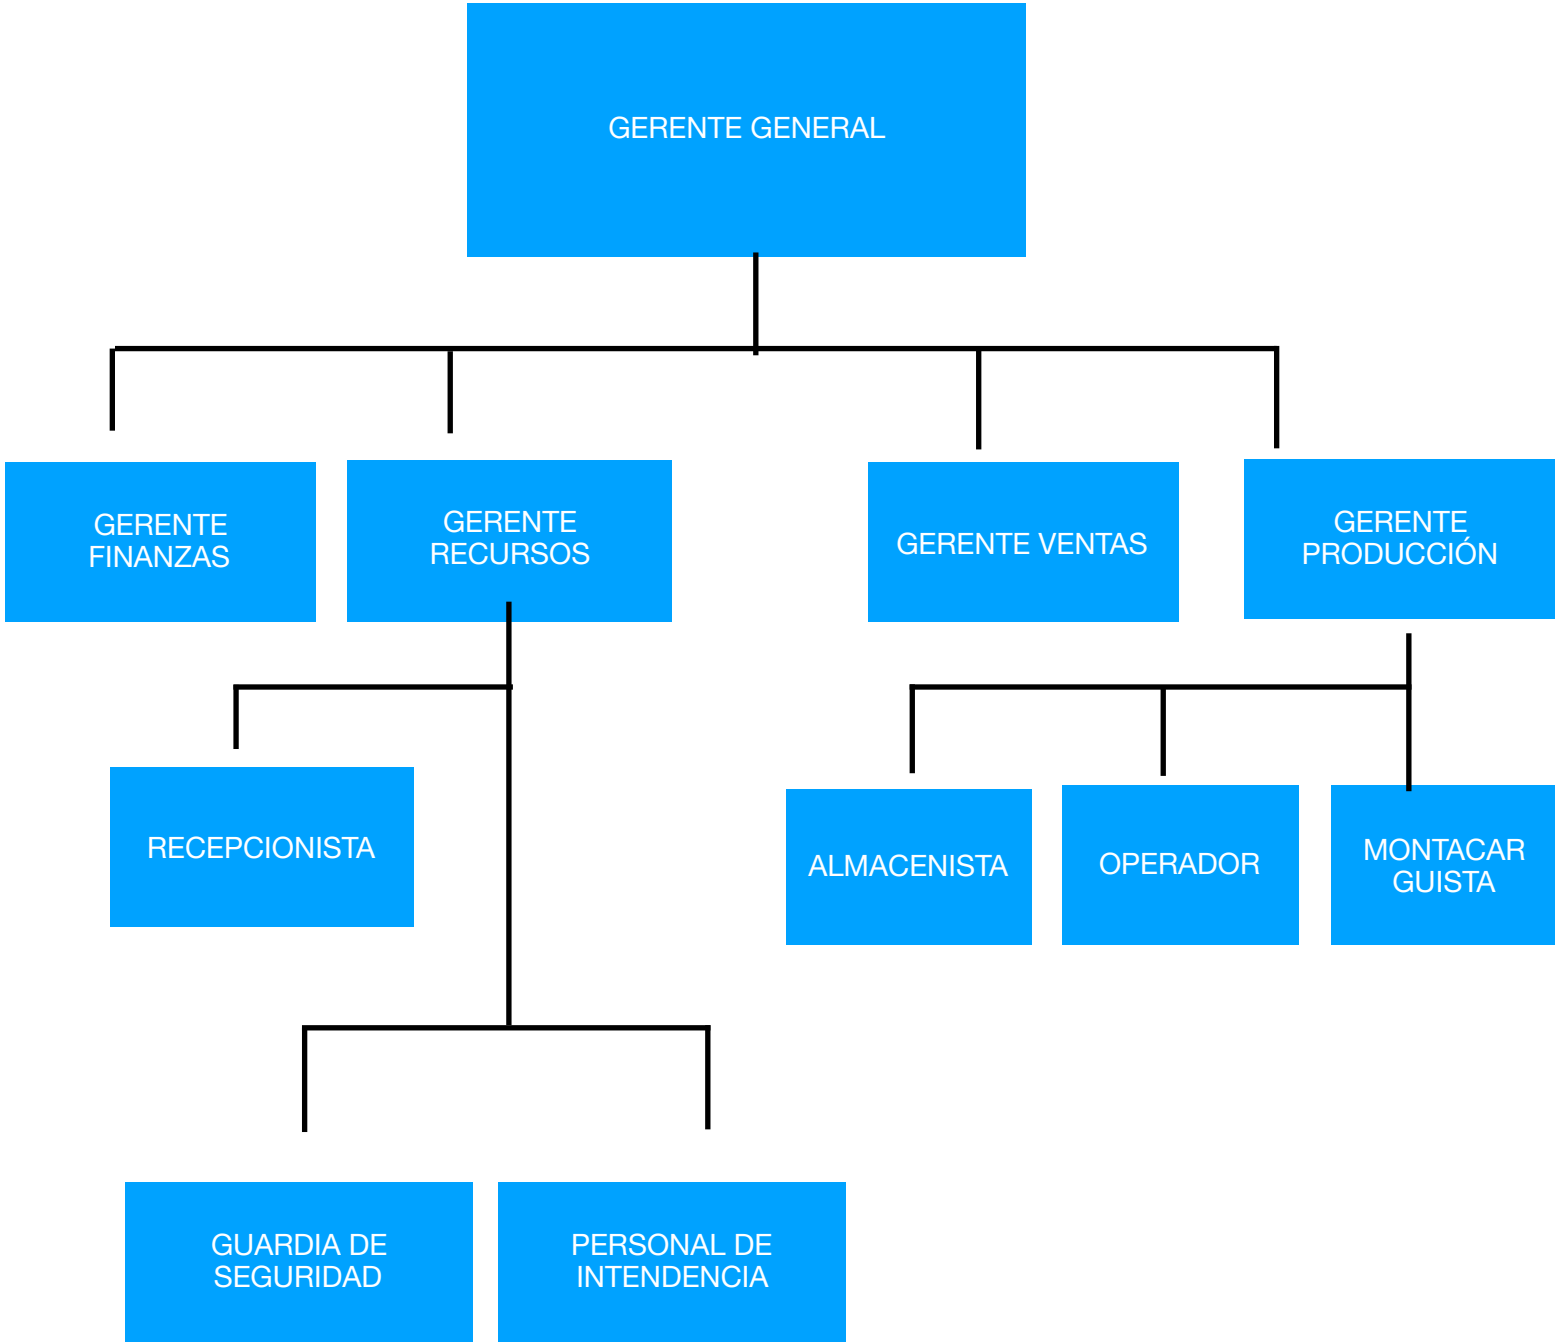 GERENTE GENERAL
GERENTE
FINANZAS
GERENTE
RECURSOS
GERENTE VENTAS
GERENTE
PRODUCCIÓN
RECEPCIONISTA
ALMACENISTA
OPERADOR
MONTACAR
GUISTA
GUARDIA DE
SEGURIDAD
PERSONAL DE
INTENDENCIA